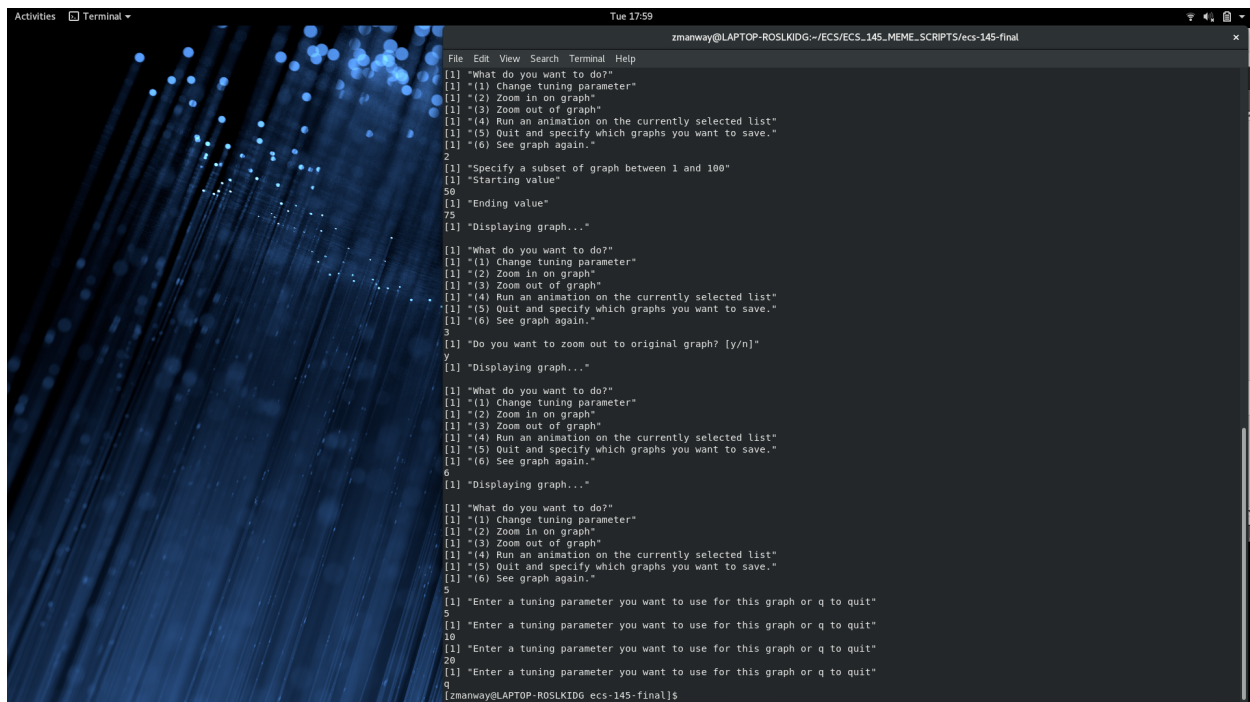 Activities Terminal Tue 17:59
zmanway@LAPTOP-ROSLKIDG:~/ECS/ECS_145_MEME_SCRIPTS/ecs-145-final ×
File Edit View Search Terminal Help
[1] "What do you want to do?"
[1] "(1) Change tuning parameter"
[1] "(2) Zoom in on graph"
[1] "(3) Zoom out of graph"
[1] "(4) Run an animation on the currently selected list"
[1] "(5) Quit and specify which graphs you want to save."
[1] "(6) See graph again."
2
[1] "Specify a subset of graph between 1 and 100"
[1] "Starting value"
50
[1] "Ending value"
75
[1] "Displaying graph..."
[1] "What do you want to do?"
[1] "(1) Change tuning parameter"
[1] "(2) Zoom in on graph"
[1] "(3) Zoom out of graph"
[1] "(4) Run an animation on the currently selected list"
[1] "(5) Quit and specify which graphs you want to save."
[1] "(6) See graph again."
3
[1] "Do you want to zoom out to original graph? [y/n]"
y
[1] "Displaying graph..."
[1] "What do you want to do?"
[1] "(1) Change tuning parameter"
[1] "(2) Zoom in on graph"
[1] "(3) Zoom out of graph"
[1] "(4) Run an animation on the currently selected list"
[1] "(5) Quit and specify which graphs you want to save."
[1] "(6) See graph again."
6
[1] "Displaying graph..."
[1] "What do you want to do?"
[1] "(1) Change tuning parameter"
[1] "(2) Zoom in on graph"
[1] "(3) Zoom out of graph"
[1] "(4) Run an animation on the currently selected list"
[1] "(5) Quit and specify which graphs you want to save."
[1] "(6) See graph again."
5
[1] "Enter a tuning parameter you want to use for this graph or q to quit"
5
[1] "Enter a tuning parameter you want to use for this graph or q to quit"
10
[1] "Enter a tuning parameter you want to use for this graph or q to quit"
20
[1] "Enter a tuning parameter you want to use for this graph or q to quit"
q
[zmanway@LAPTOP-ROSLKIDG ecs-145-final]$